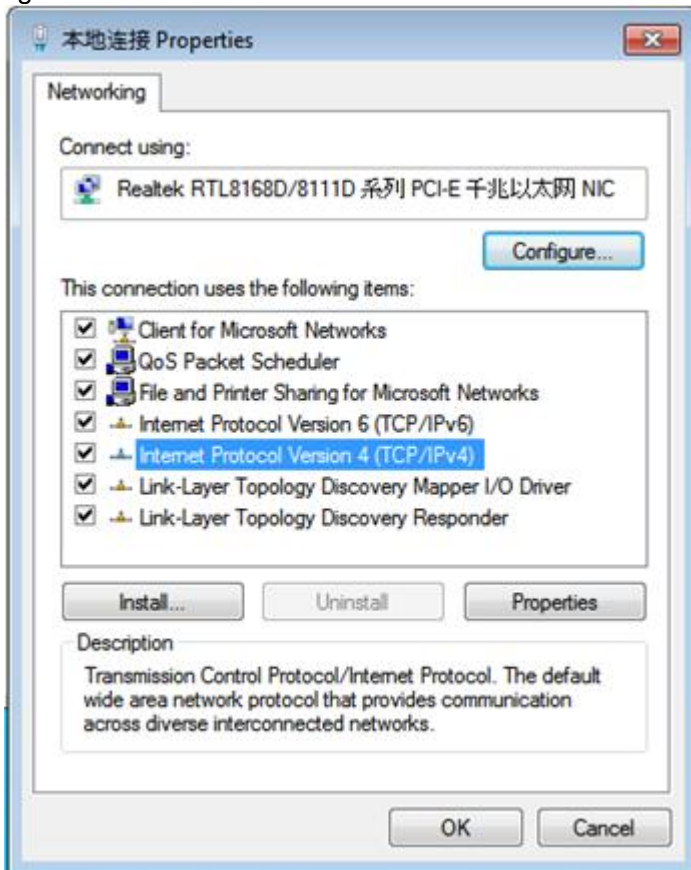 本地连接 Properties
Networking
Connect using:
Realtek RTL8168D/8111D 系列 PCI-E 千兆以太网 NIC
Configure...
This connection uses the following items:
Client for Microsoft Networks
QoS Packet Scheduler
File and Printer Sharing for Microsoft Networks
Internet Protocol Version 6 (TCP/IPv6)
Internet Protocol Version 4 (TCP/IPv4)
Link-Layer Topology Discovery Mapper I/O Driver
Link-Layer Topology Discovery Responder
Install... Uninstall Properties
Description
Transmission Control Protocol/Internet Protocol. The default
wide area network protocol that provides communication
across diverse interconnected networks.
OK Cancel